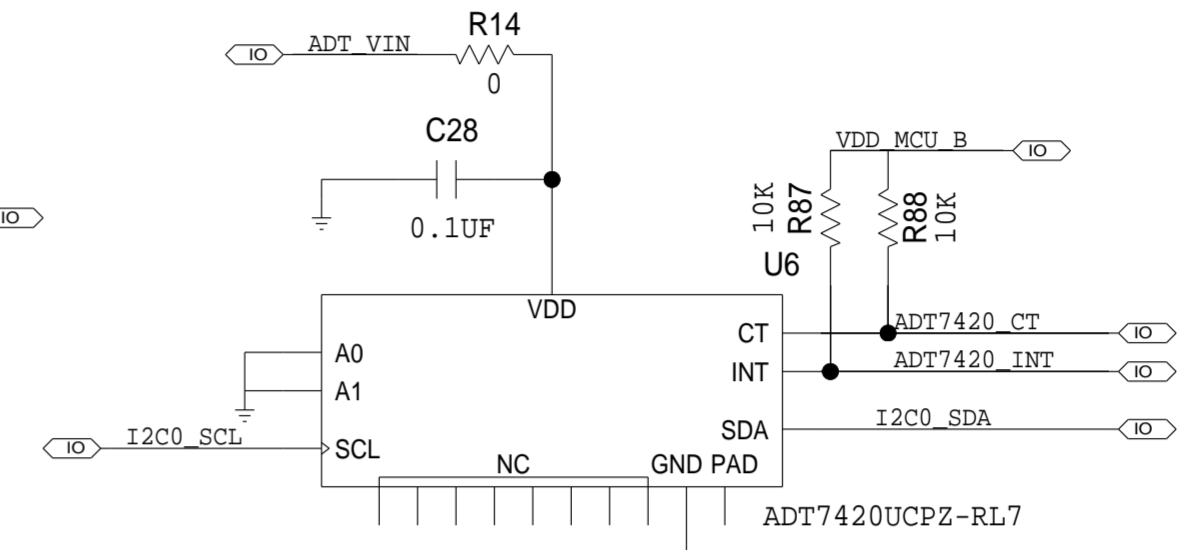 R14
IO ADT_VIN
0
C28
VDD_MCU_B IO
10K R87
R88 10K
IO
0.1UF
U6
VDD
CT ADT7420_CT IO
A0
INT ADT7420_INT IO
A1
SDA I2C0_SDA IO
IO I2C0_SCL SCL
NC GND PAD
ADT7420UCPZ-RL7